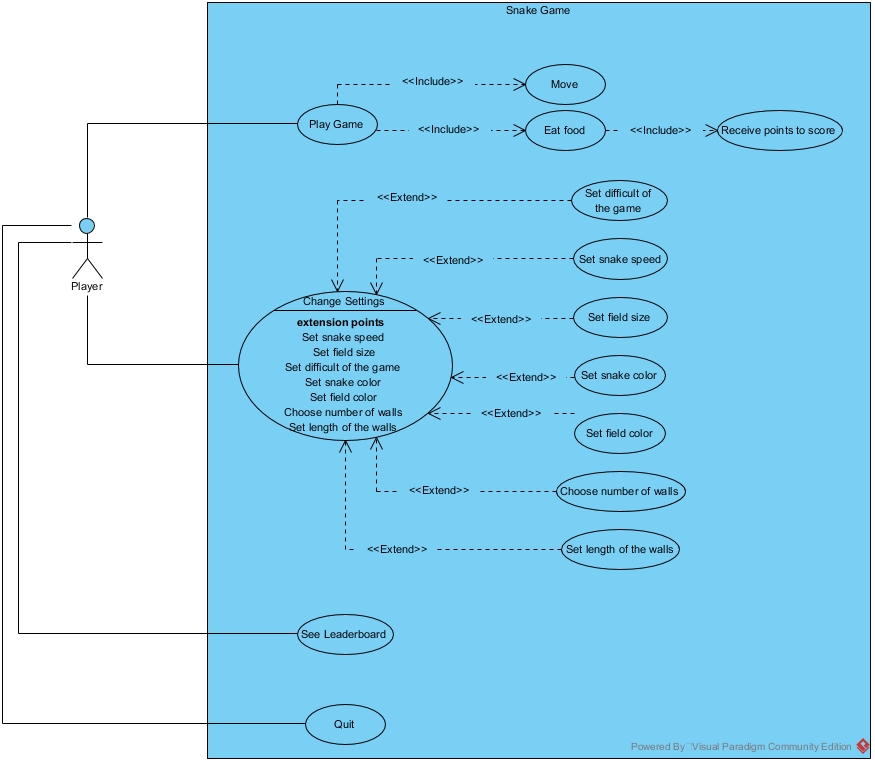 Snake Game
<<Include>>
Move
Play Game
<<Include>>
Eat food
<<Include>>
Receive points to score
<<Extend>>
Set difficult of
the game
<<Extend>>
Set snake speed
Player
Change Settings
extension points
Set snake speed
Set field size
Set difficult of the game
Set snake color
Set field color
Choose number of walls
Set length of the walls
<<Extend>>
Set field size
<<Extend>>
Set snake color
<<Extend>>
Set field color
<<Extend>>
Choose number of walls
<<Extend>>
Set length of the walls
See Leaderboard
Quit
Powered By Visual Paradigm Community Edition